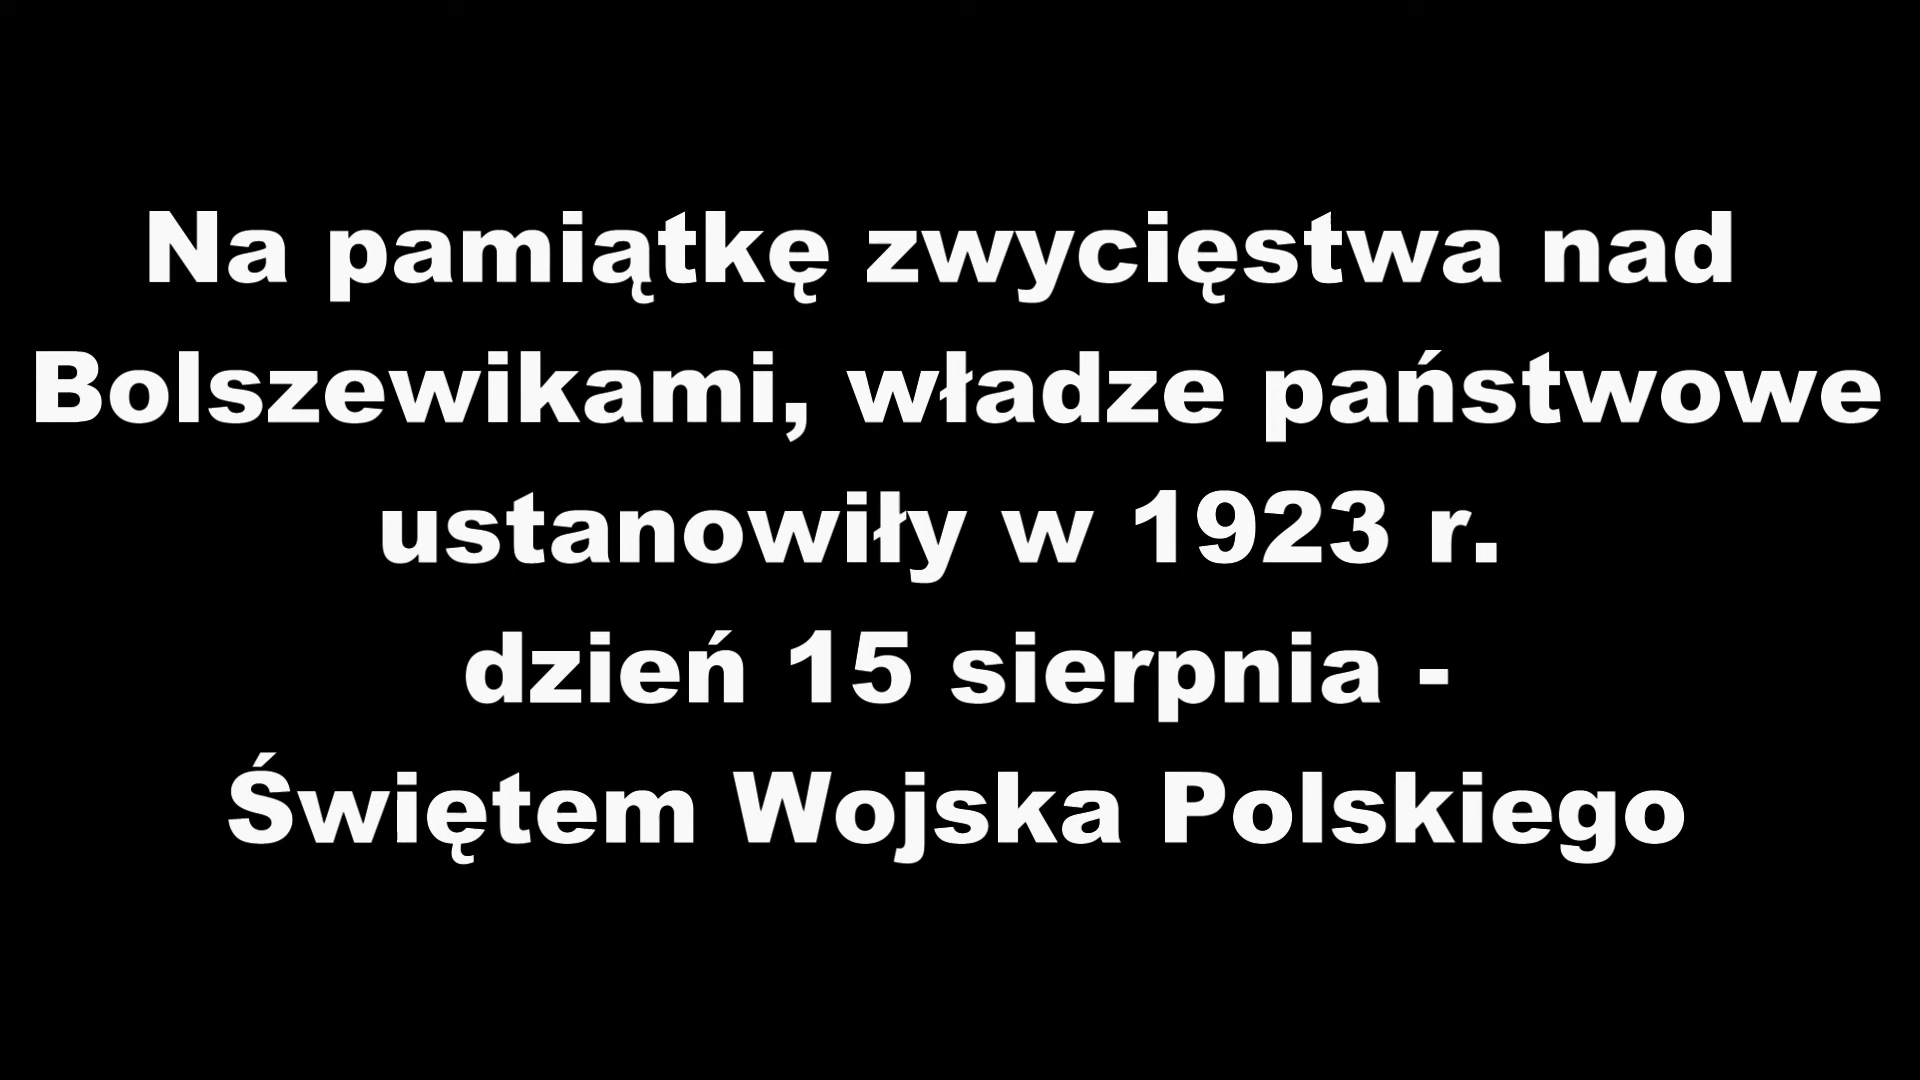 Na pamiątkę zwycięstwa nad
Bolszewikami, władze państwowe
ustanowiły w 1923 r.
dzień 15 sierpnia -
Świętem Wojska Polskiego